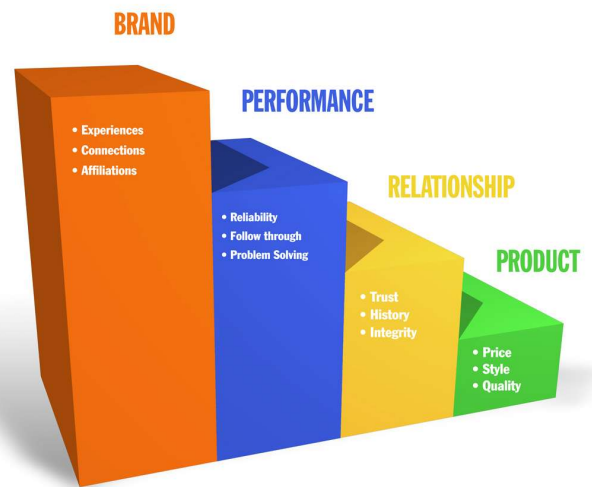 BRAND
• Experiences
• Connections
• Affiliations
PERFORMANCE
• Reliability
• Follow through
• Problem Solving
RELATIONSHIP
• Trust
• History
• Integrity
PRODUCT
• Price
• Style
• Quality